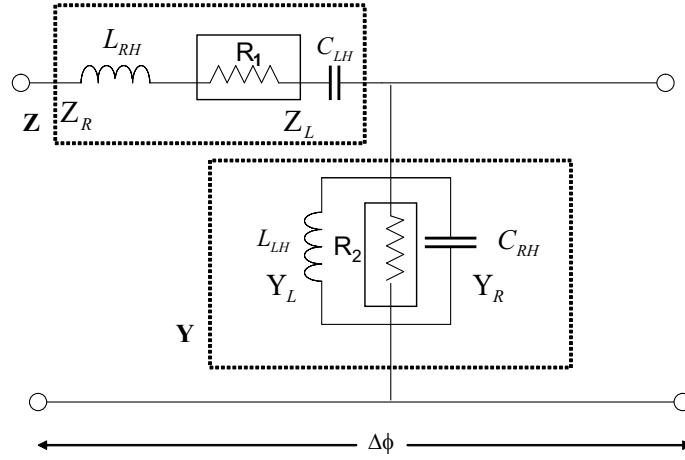 L_RH R₁ C_LH
Z Z_R Z_L
L_LH R₂ C_RH
Y_L Y_R
Y
Δϕ